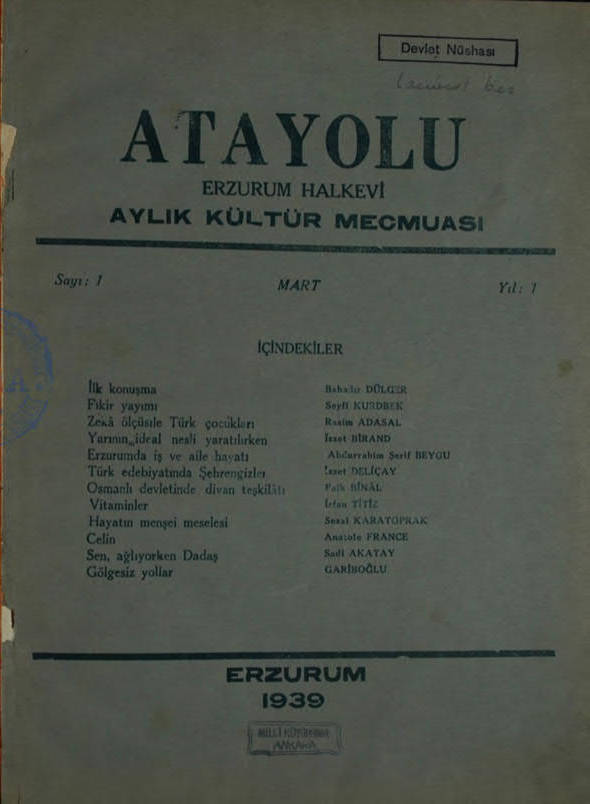 Devlet Nüshası
ATAYOLU
ERZURUM HALKEVİ
AYLIK KÜLTÜR MECMUASI
Sayı: 1 MART Yıl: 1
İÇİNDEKİLER
İlk konuşma Bahadır DÜLGER
Fikir yayımı Seyfi KURDBEK
Zekâ ölçüsile Türk çocukları Rasim ADASAL
Yarının ideal nesli yaratılırken İzzet BİRAND
Erzurumda iş ve aile hayatı Abdurrahim Şerif BEYGU
Türk edebiyatında Şehrengizler İzzet DELİÇAY
Osmanlı devletinde divan teşkilâtı Faik BİNAL
Vitaminler İrfan TİTİZ
Hayatın menşei meselesi Sezai KARATOPRAK
Celin Anatole FRANCE
Sen, ağlıyorken Dadaş Sadi AKATAY
Gölgesiz yollar GARİBOĞLU
ERZURUM
1939
MİLLİ KÜTÜPHANE
ANKARA